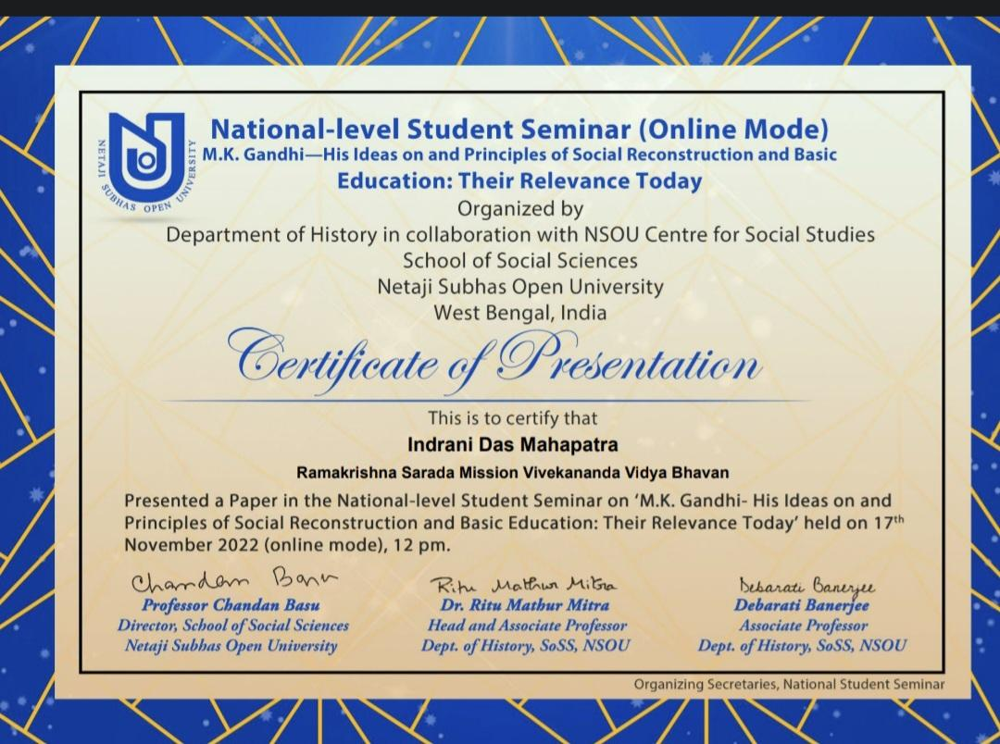 NETAJI SUBHAS OPEN UNIVERSITY
National-level Student Seminar (Online Mode)
M.K. Gandhi—His Ideas on and Principles of Social Reconstruction and Basic
Education: Their Relevance Today
Organized by
Department of History in collaboration with NSOU Centre for Social Studies
School of Social Sciences
Netaji Subhas Open University
West Bengal, India
Certificate of Presentation
This is to certify that
Indrani Das Mahapatra
Ramakrishna Sarada Mission Vivekananda Vidya Bhavan
Presented a Paper in the National-level Student Seminar on ‘M.K. Gandhi- His Ideas on and
Principles of Social Reconstruction and Basic Education: Their Relevance Today’ held on 17th
November 2022 (online mode), 12 pm.
Chandan Basu
Professor Chandan Basu
Director, School of Social Sciences
Netaji Subhas Open University
Ritu Mathur Mitra
Dr. Ritu Mathur Mitra
Head and Associate Professor
Dept. of History, SoSS, NSOU
Debarati Banerjee
Debarati Banerjee
Associate Professor
Dept. of History, SoSS, NSOU
Organizing Secretaries, National Student Seminar